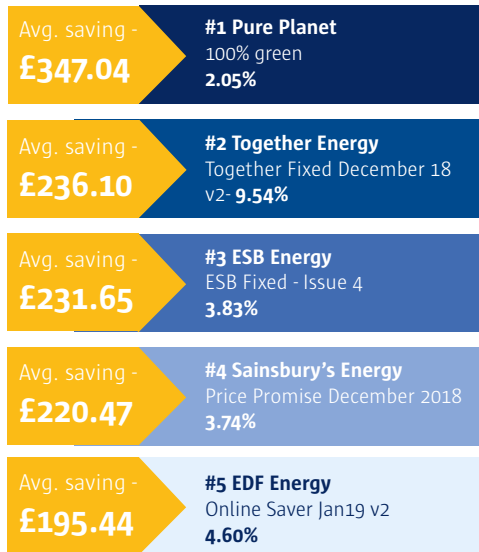 Avg. saving -
£347.04
#1 Pure Planet
100% green
2.05%
Avg. saving -
£236.10
#2 Together Energy
Together Fixed December 18
v2- 9.54%
Avg. saving -
£231.65
#3 ESB Energy
ESB Fixed - Issue 4
3.83%
Avg. saving -
£220.47
#4 Sainsbury's Energy
Price Promise December 2018
3.74%
Avg. saving -
£195.44
#5 EDF Energy
Online Saver Jan19 v2
4.60%